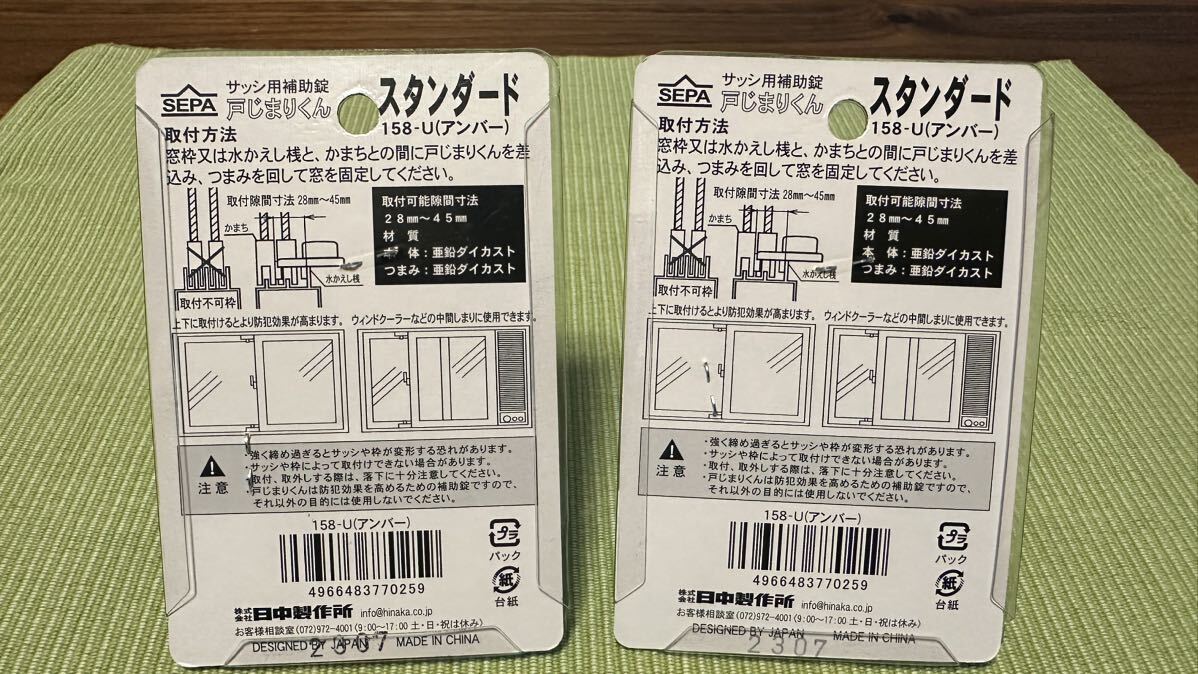 SEPA
サッシ用補助錠
戸じまりくん
スタンダード
158-U(アンバー)
取付方法
窓枠又は水かえし桟と、かまちとの間に戸じまりくんを差
込み、つまみを回して窓を固定してください。
取付隙間寸法 28mm～45mm
かまち
水かえし桟
取付不可枠
取付可能隙間寸法
28mm～45mm
材 質
本 体：亜鉛ダイカスト
つまみ：亜鉛ダイカスト
上下に取付けるとより防犯効果が高まります。
ウィンドクーラーなどの中間しまりに使用できます。
注意
・強く締め過ぎるとサッシや枠が変形する恐れがあります。
・サッシや枠によって取付けできない場合があります。
・取付、取外しする際は、落下に十分注意してください。
・戸じまりくんは防犯効果を高めるための補助錠ですので、
それ以外の目的には使用しないでください。
158-U(アンバー)
4966483770259
プラ
パック
紙
台紙
株式会社 日中製作所 info@hinaka.co.jp
お客様相談室(072)972-4001(9:00～17:00 土・日・祝は休み)
DESIGNED BY JAPAN MADE IN CHINA
2307
SEPA
サッシ用補助錠
戸じまりくん
スタンダード
158-U(アンバー)
取付方法
窓枠又は水かえし桟と、かまちとの間に戸じまりくんを差
込み、つまみを回して窓を固定してください。
取付隙間寸法 28mm～45mm
かまち
水かえし桟
取付不可枠
取付可能隙間寸法
28mm～45mm
材 質
本 体：亜鉛ダイカスト
つまみ：亜鉛ダイカスト
上下に取付けるとより防犯効果が高まります。
ウィンドクーラーなどの中間しまりに使用できます。
注意
・強く締め過ぎるとサッシや枠が変形する恐れがあります。
・サッシや枠によって取付けできない場合があります。
・取付、取外しする際は、落下に十分注意してください。
・戸じまりくんは防犯効果を高めるための補助錠ですので、
それ以外の目的には使用しないでください。
158-U(アンバー)
4966483770259
プラ
パック
紙
台紙
株式会社 日中製作所 info@hinaka.co.jp
お客様相談室(072)972-4001(9:00～17:00 土・日・祝は休み)
DESIGNED BY JAPAN MADE IN CHINA
2307